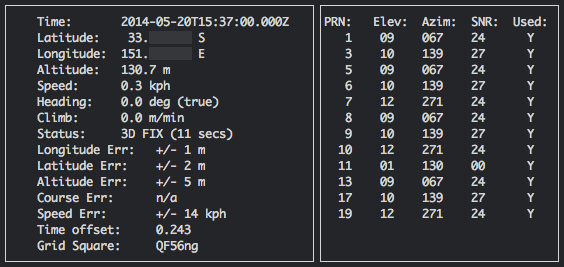 Time: 2014-05-20T15:37:00.000Z
Latitude: 33. S
Longitude: 151. E
Altitude: 130.7 m
Speed: 0.3 kph
Heading: 0.0 deg (true)
Climb: 0.0 m/min
Status: 3D FIX (11 secs)
Longitude Err: +/- 1 m
Latitude Err: +/- 2 m
Altitude Err: +/- 5 m
Course Err: n/a
Speed Err: +/- 14 kph
Time offset: 0.243
Grid Square: QF56ng
PRN: Elev: Azim: SNR: Used:
1 09 067 24 Y
3 10 139 27 Y
5 09 067 24 Y
6 10 139 27 Y
7 12 271 24 Y
8 09 067 24 Y
9 10 139 27 Y
10 12 271 24 Y
11 01 130 00 Y
13 09 067 24 Y
17 10 139 27 Y
19 12 271 24 Y